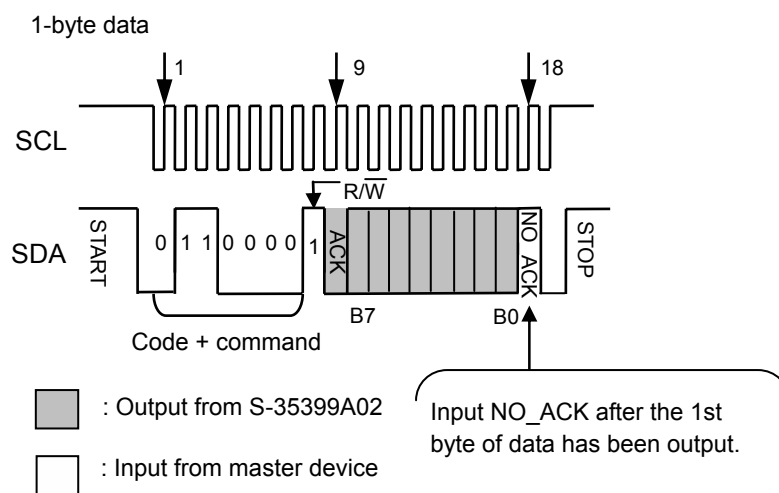 1-byte data
1 9 18
SCL
R/W̅
SDA START 0 1 1 0 0 0 0 1 ACK NO_ACK STOP
B7 B0
Code + command
: Output from S-35399A02
: Input from master device
Input NO_ACK after the 1st
byte of data has been output.